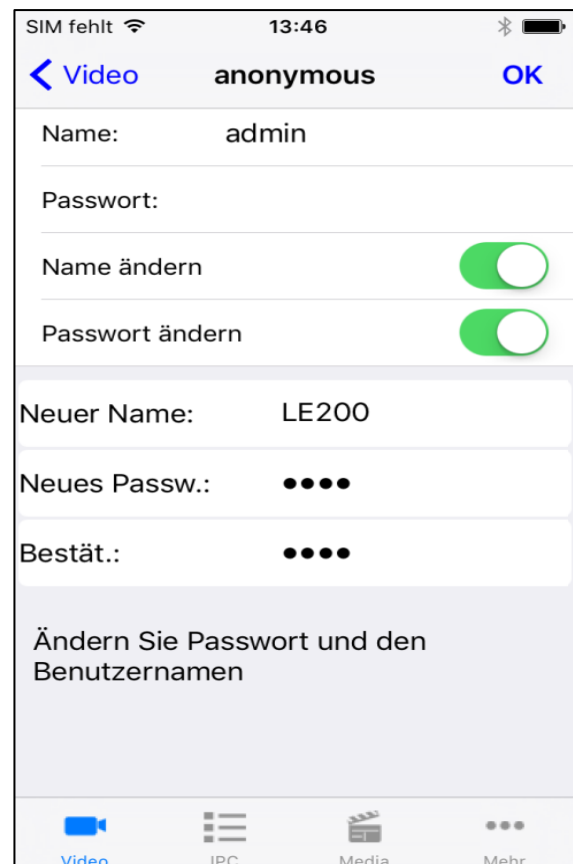 SIM fehlt 13:46
Video anonymous OK
Name: admin
Passwort:
Name ändern
Passwort ändern
Neuer Name: LE200
Neues Passw.: ••••
Bestät.: ••••
Ändern Sie Passwort und den
Benutzernamen
Video IPC Media Mehr